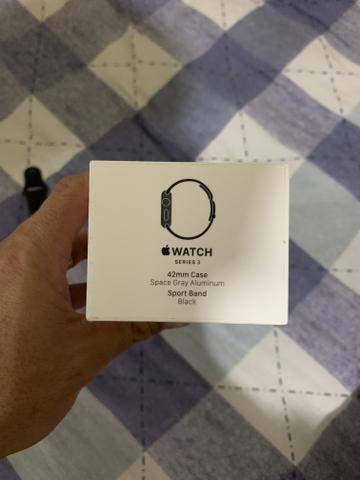 WATCH
SERIES 3
42mm Case
Space Gray Aluminum
Sport Band
Black